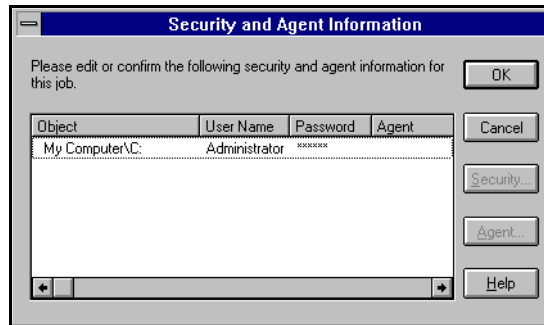 Security and Agent Information
Please edit or confirm the following security and agent information for
this job.
OK
Object User Name Password Agent
My Computer\C: Administrator ******
Cancel
Security...
Agent...
Help